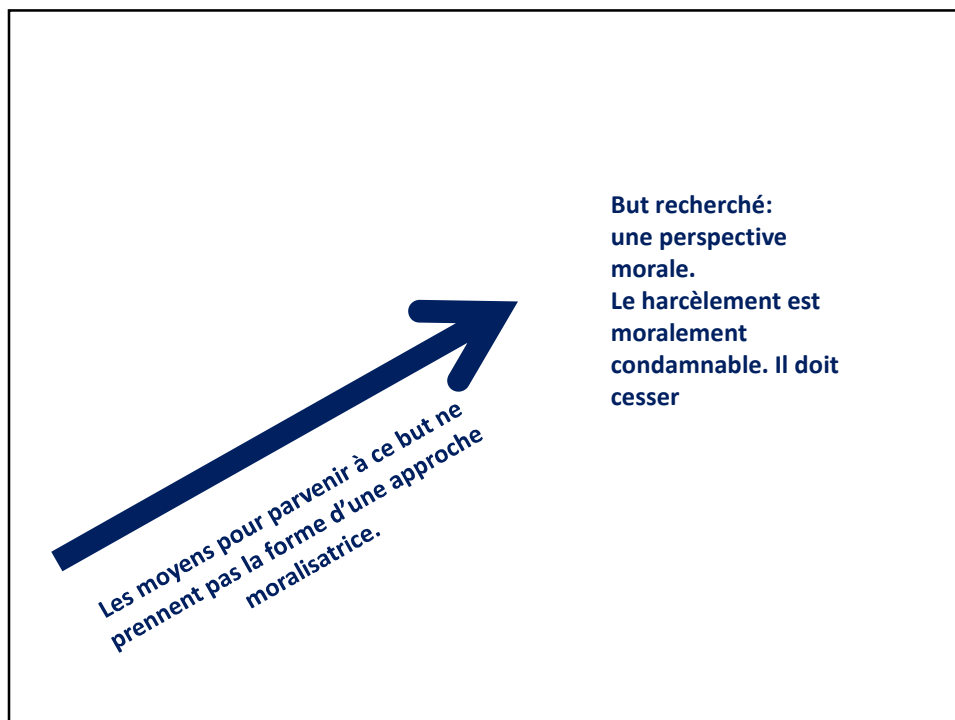 But recherché:
une perspective
morale.
Le harcèlement est
moralement
condamnable. Il doit
cesser
Les moyens pour parvenir à ce but ne
prennent pas la forme d’une approche
moralisatrice.